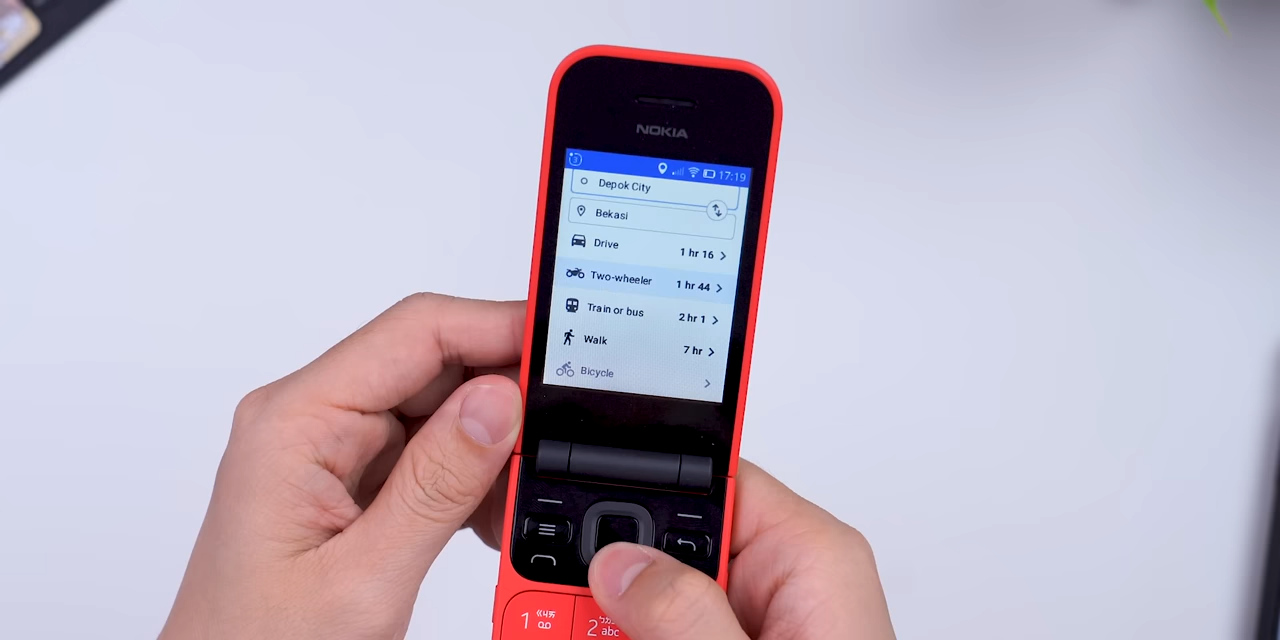 NOKIA
3 17:19
Depok City
Bekasi
Drive 1 hr 16
Two-wheeler 1 hr 44
Train or bus 2 hr 1
Walk 7 hr
Bicycle
1
2 abc